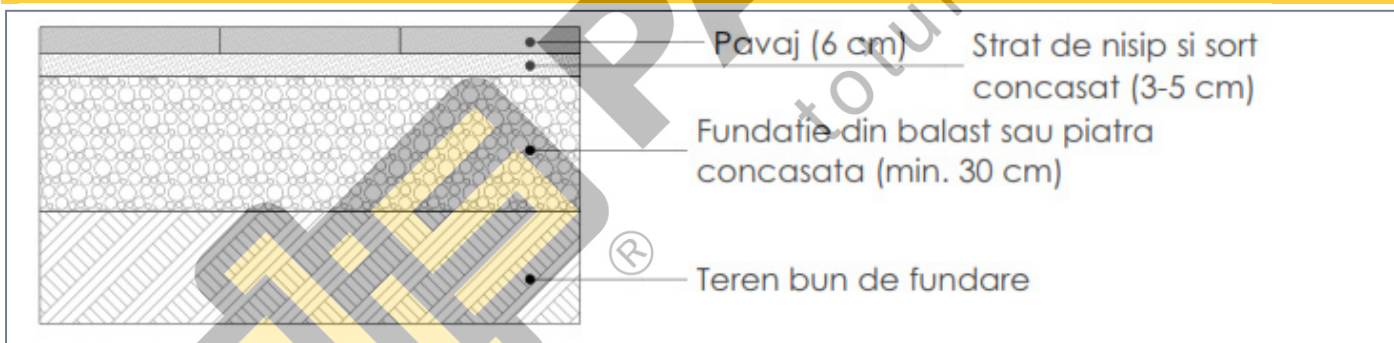 Pavaj (6 cm)
Strat de nisip si sort
concasat (3-5 cm)
Fundatie din balast sau piatra
concasata (min. 30 cm)
Teren bun de fundare
®